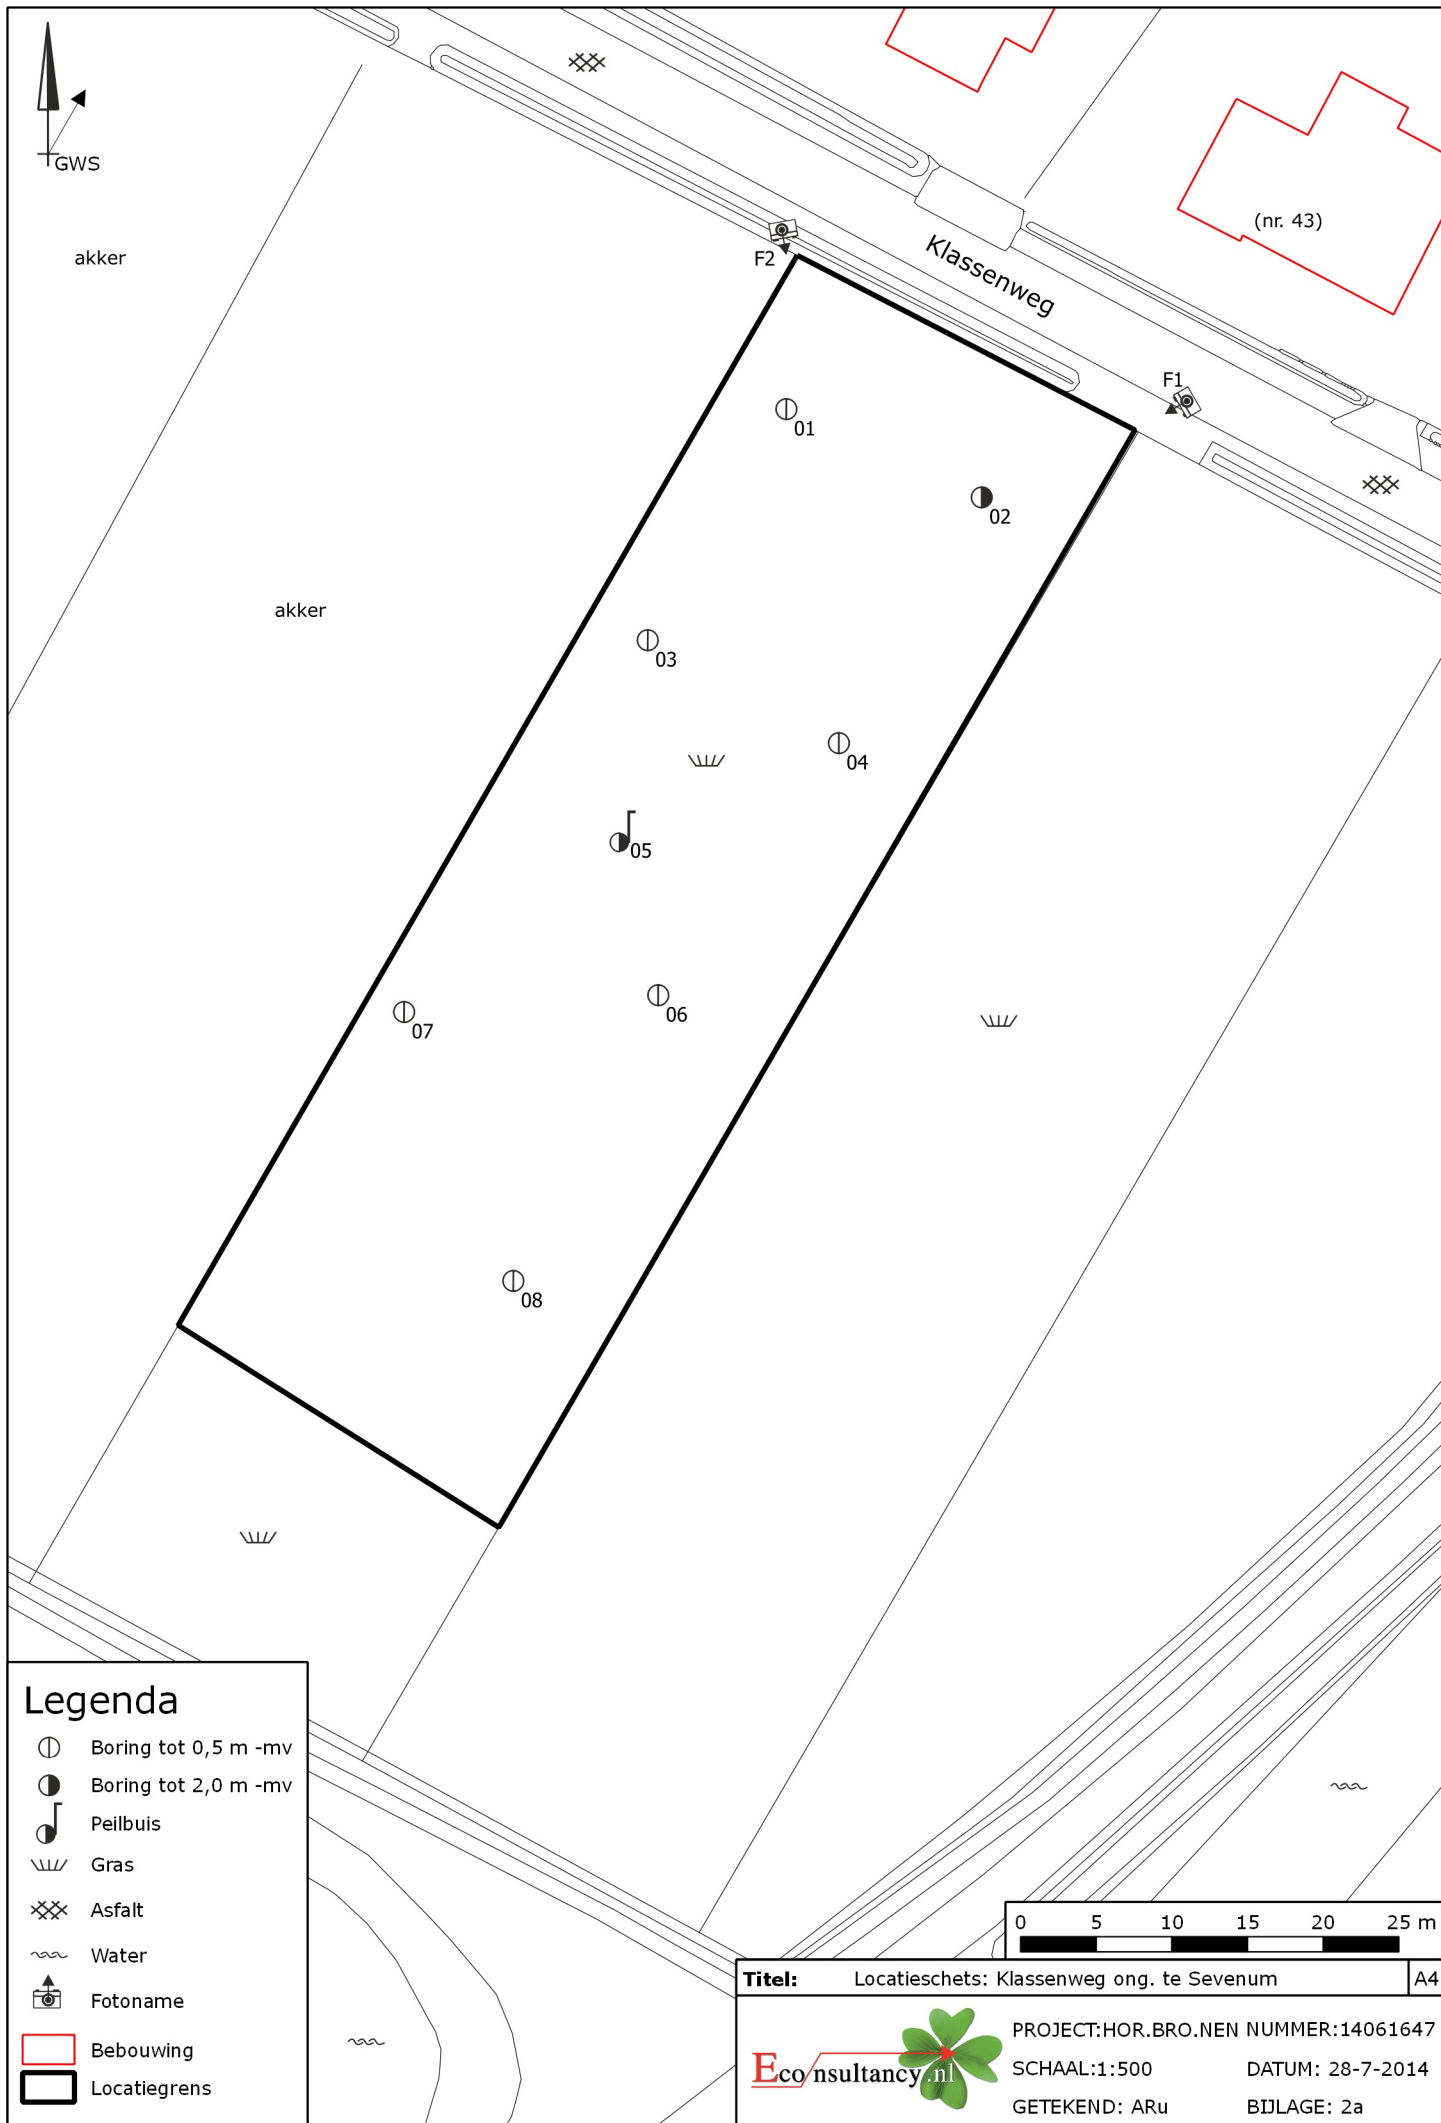 GWS
akker
(nr. 43)
F2
Klassenweg
F1
01
02
akker
03
04
05
06
07
08
Legenda
Boring tot 0,5 m -mv
Boring tot 2,0 m -mv
Peilbuis
Gras
Asfalt
Water
Fotoname
Bebouwing
Locatiegrens
0 5 10 15 20 25 m
Titel: Locatieschets: Klassenweg ong. te Sevenum A4
Econsultancy.nl
PROJECT:HOR.BRO.NEN NUMMER:14061647
SCHAAL:1:500 DATUM: 28-7-2014
GETEKEND: ARu BIJLAGE: 2a